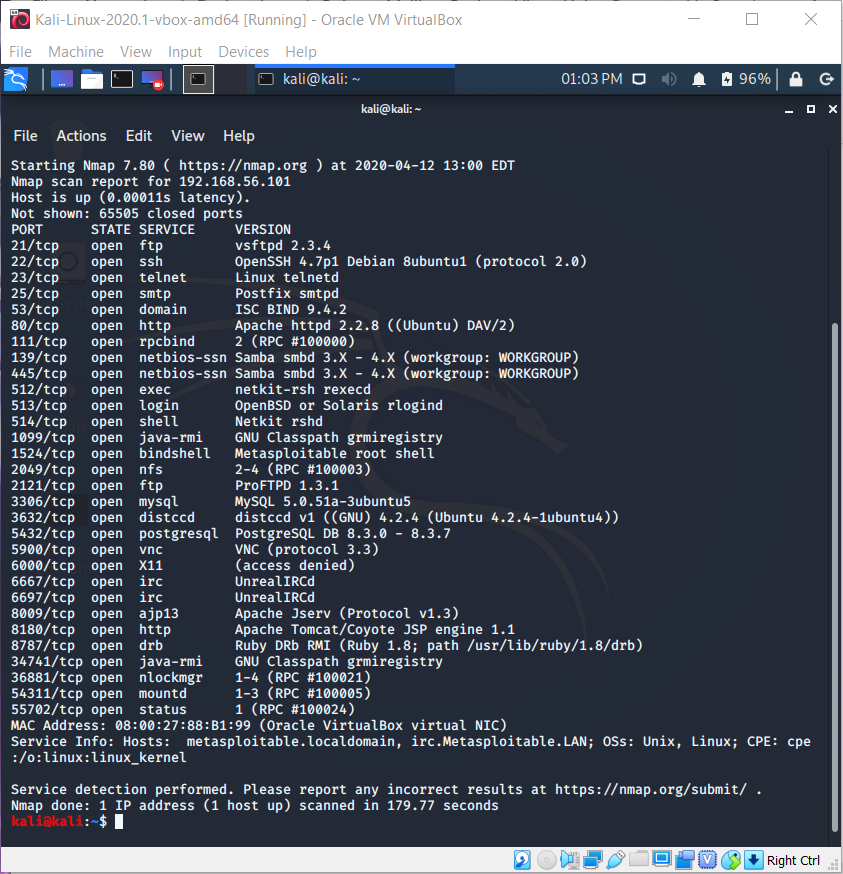 Kali-Linux-2020.1-vbox-amd64 [Running] - Oracle VM VirtualBox
File Machine View Input Devices Help
kali@kali: ~ 01:03 PM 96%
kali@kali: ~
File Actions Edit View Help
Starting Nmap 7.80 ( https://nmap.org ) at 2020-04-12 13:00 EDT
Nmap scan report for 192.168.56.101
Host is up (0.00011s latency).
Not shown: 65505 closed ports
PORT STATE SERVICE VERSION
21/tcp open ftp vsftpd 2.3.4
22/tcp open ssh OpenSSH 4.7p1 Debian 8ubuntu1 (protocol 2.0)
23/tcp open telnet Linux telnetd
25/tcp open smtp Postfix smtpd
53/tcp open domain ISC BIND 9.4.2
80/tcp open http Apache httpd 2.2.8 ((Ubuntu) DAV/2)
111/tcp open rpcbind 2 (RPC #100000)
139/tcp open netbios-ssn Samba smbd 3.X - 4.X (workgroup: WORKGROUP)
445/tcp open netbios-ssn Samba smbd 3.X - 4.X (workgroup: WORKGROUP)
512/tcp open exec netkit-rsh rexecd
513/tcp open login OpenBSD or Solaris rlogind
514/tcp open shell Netkit rshd
1099/tcp open java-rmi GNU Classpath grmiregistry
1524/tcp open bindshell Metasploitable root shell
2049/tcp open nfs 2-4 (RPC #100003)
2121/tcp open ftp ProFTPD 1.3.1
3306/tcp open mysql MySQL 5.0.51a-3ubuntu5
3632/tcp open distccd distccd v1 ((GNU) 4.2.4 (Ubuntu 4.2.4-1ubuntu4))
5432/tcp open postgresql PostgreSQL DB 8.3.0 - 8.3.7
5900/tcp open vnc VNC (protocol 3.3)
6000/tcp open X11 (access denied)
6667/tcp open irc UnrealIRCd
6697/tcp open irc UnrealIRCd
8009/tcp open ajp13 Apache Jserv (Protocol v1.3)
8180/tcp open http Apache Tomcat/Coyote JSP engine 1.1
8787/tcp open drb Ruby DRb RMI (Ruby 1.8; path /usr/lib/ruby/1.8/drb)
34741/tcp open java-rmi GNU Classpath grmiregistry
36881/tcp open nlockmgr 1-4 (RPC #100021)
54311/tcp open mountd 1-3 (RPC #100005)
55702/tcp open status 1 (RPC #100024)
MAC Address: 08:00:27:88:B1:99 (Oracle VirtualBox virtual NIC)
Service Info: Hosts:  metasploitable.localdomain, irc.Metasploitable.LAN; OSs: Unix, Linux; CPE: cpe
:/o:linux:linux_kernel
Service detection performed. Please report any incorrect results at https://nmap.org/submit/ .
Nmap done: 1 IP address (1 host up) scanned in 179.77 seconds
kali@kali:~$
Right Ctrl